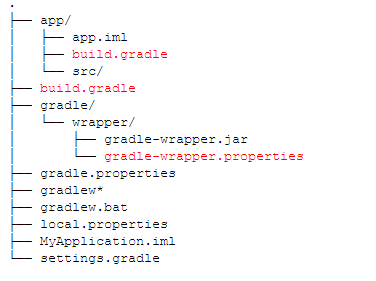 .
├── app/
│   ├── app.iml
│   ├── build.gradle
│   └── src/
├── build.gradle
├── gradle/
│   └── wrapper/
│       ├── gradle-wrapper.jar
│       └── gradle-wrapper.properties
├── gradle.properties
├── gradlew*
├── gradlew.bat
├── local.properties
├── MyApplication.iml
└── settings.gradle